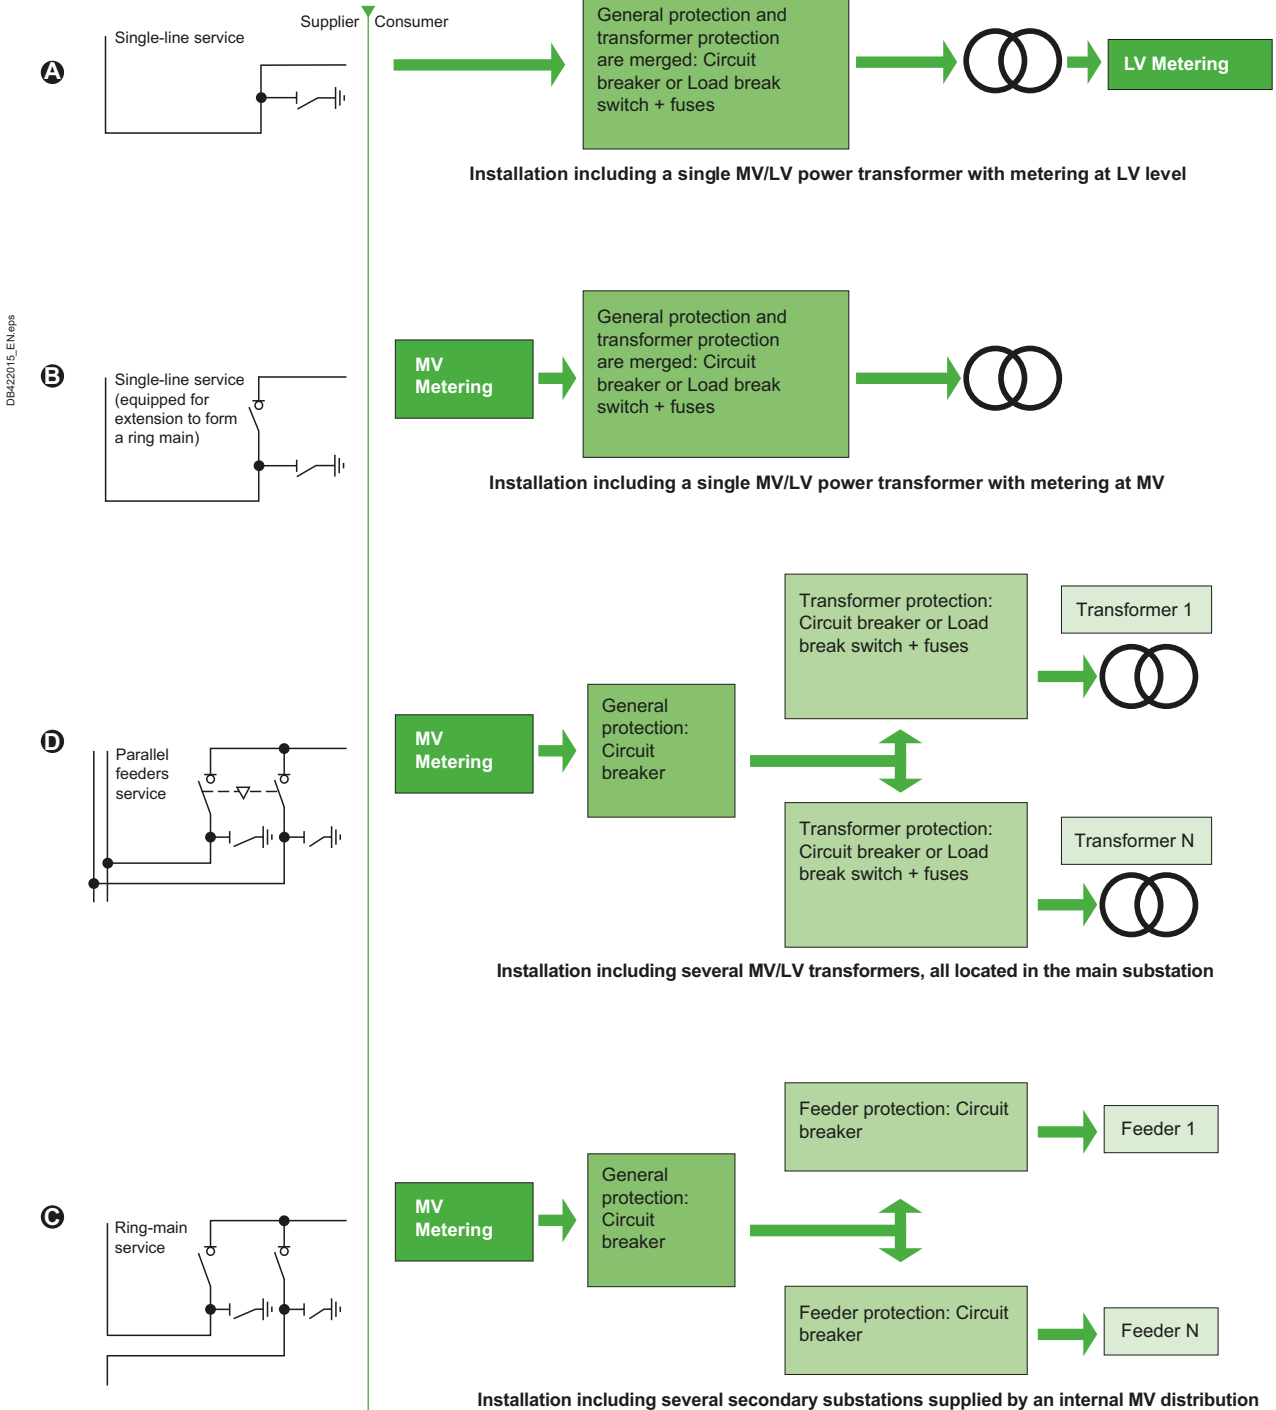 Supplier
Consumer
A
Single-line service
General protection and
transformer protection
are merged: Circuit
breaker or Load break
switch + fuses
LV Metering
Installation including a single MV/LV power transformer with metering at LV level
DB422015_EN.eps
B
Single-line service
(equipped for
extension to form
a ring main)
MV
Metering
General protection and
transformer protection
are merged: Circuit
breaker or Load break
switch + fuses
Installation including a single MV/LV power transformer with metering at MV
D
Parallel
feeders
service
MV
Metering
General
protection:
Circuit
breaker
Transformer protection:
Circuit breaker or Load
break switch + fuses
Transformer 1
Transformer protection:
Circuit breaker or Load
break switch + fuses
Transformer N
Installation including several MV/LV transformers, all located in the main substation
C
Ring-main
service
MV
Metering
General
protection:
Circuit
breaker
Feeder protection: Circuit
breaker
Feeder 1
Feeder protection: Circuit
breaker
Feeder N
Installation including several secondary substations supplied by an internal MV distribution